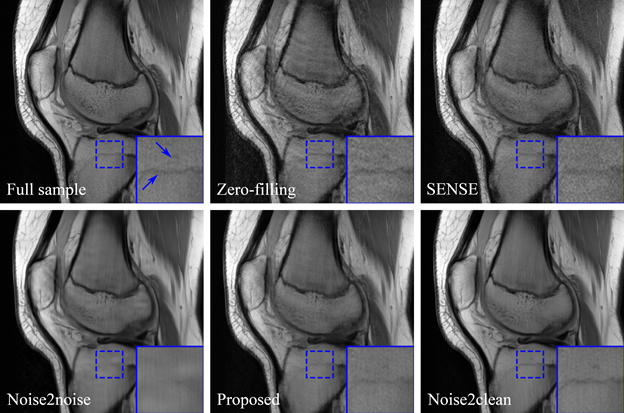 Full sample
Zero-filling
SENSE
Noise2noise
Proposed
Noise2clean